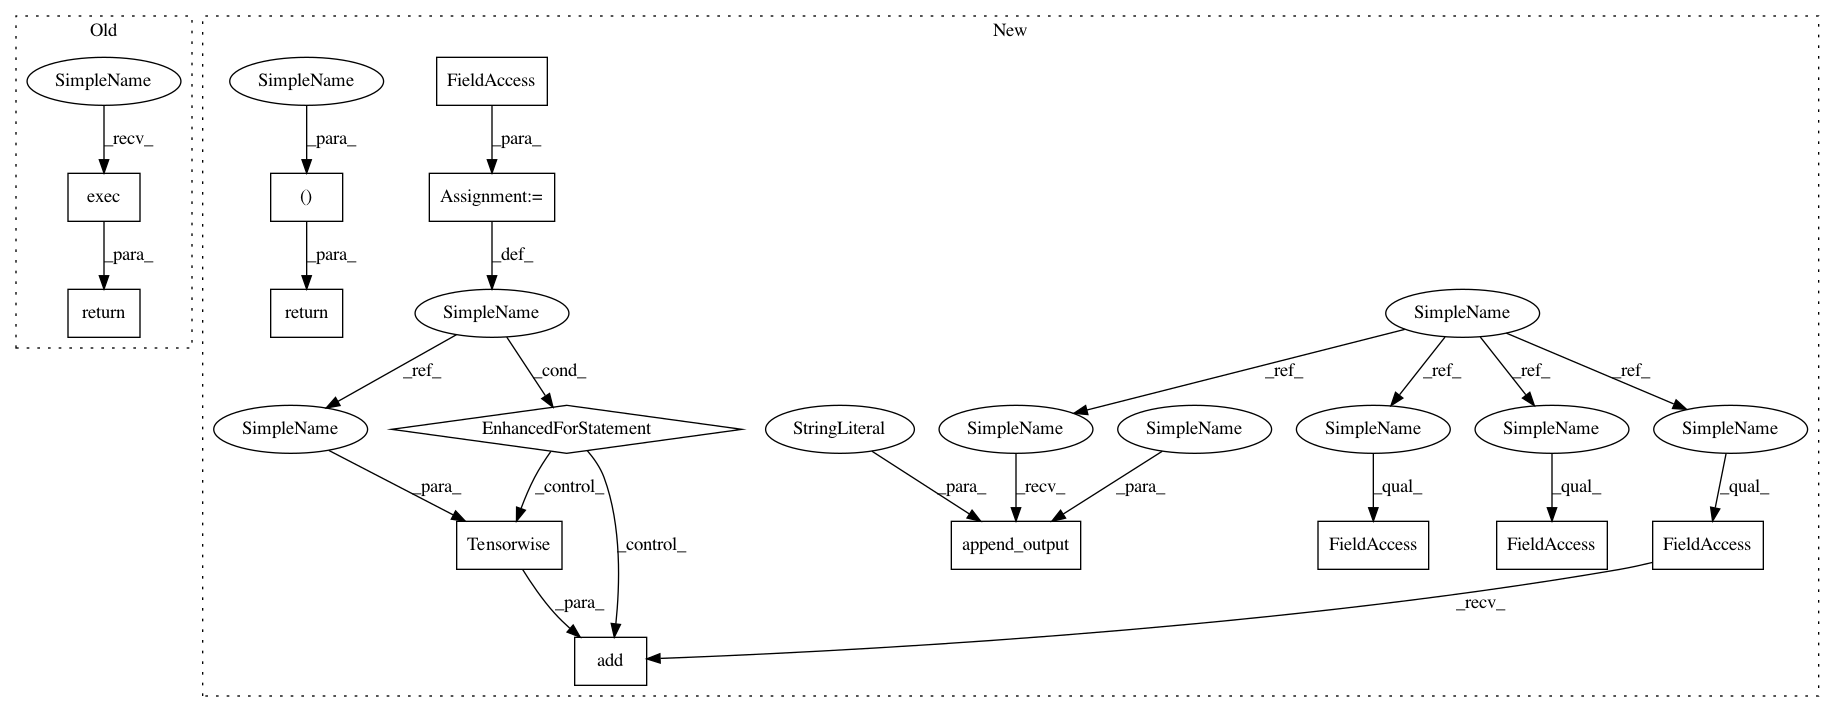 Old
New
SimpleName
SimpleName
FieldAccess
_recv_
_para_
_para_
exec
()
Assignment:=
_para_
_para_
_def_
return
return
SimpleName
SimpleName
_ref_
_cond_
_ref_
_ref_
_ref_
_ref_
SimpleName
EnhancedForStatement
StringLiteral
SimpleName
SimpleName
SimpleName
SimpleName
SimpleName
_para_
_control_
_para_
_recv_
_para_
_qual_
_qual_
_qual_
Tensorwise
_control_
append_output
FieldAccess
FieldAccess
FieldAccess
_para_
_recv_
add